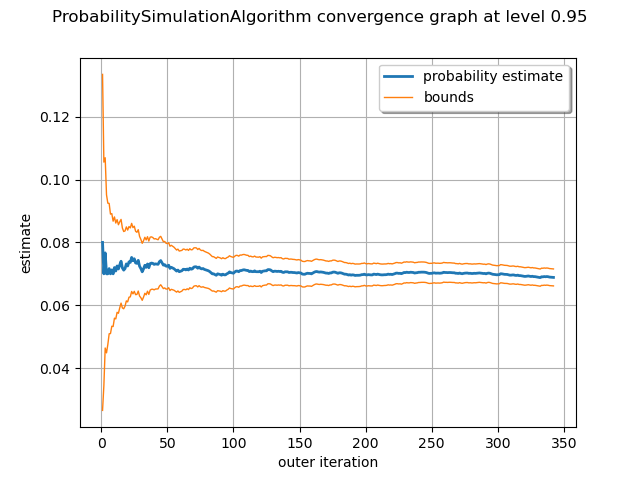 ProbabilitySimulationAlgorithm convergence graph at level 0.95
probability estimate
bounds
0.12
0.10
0.08
0.06
0.04
estimate
0 50 100 150 200 250 300 350
outer iteration